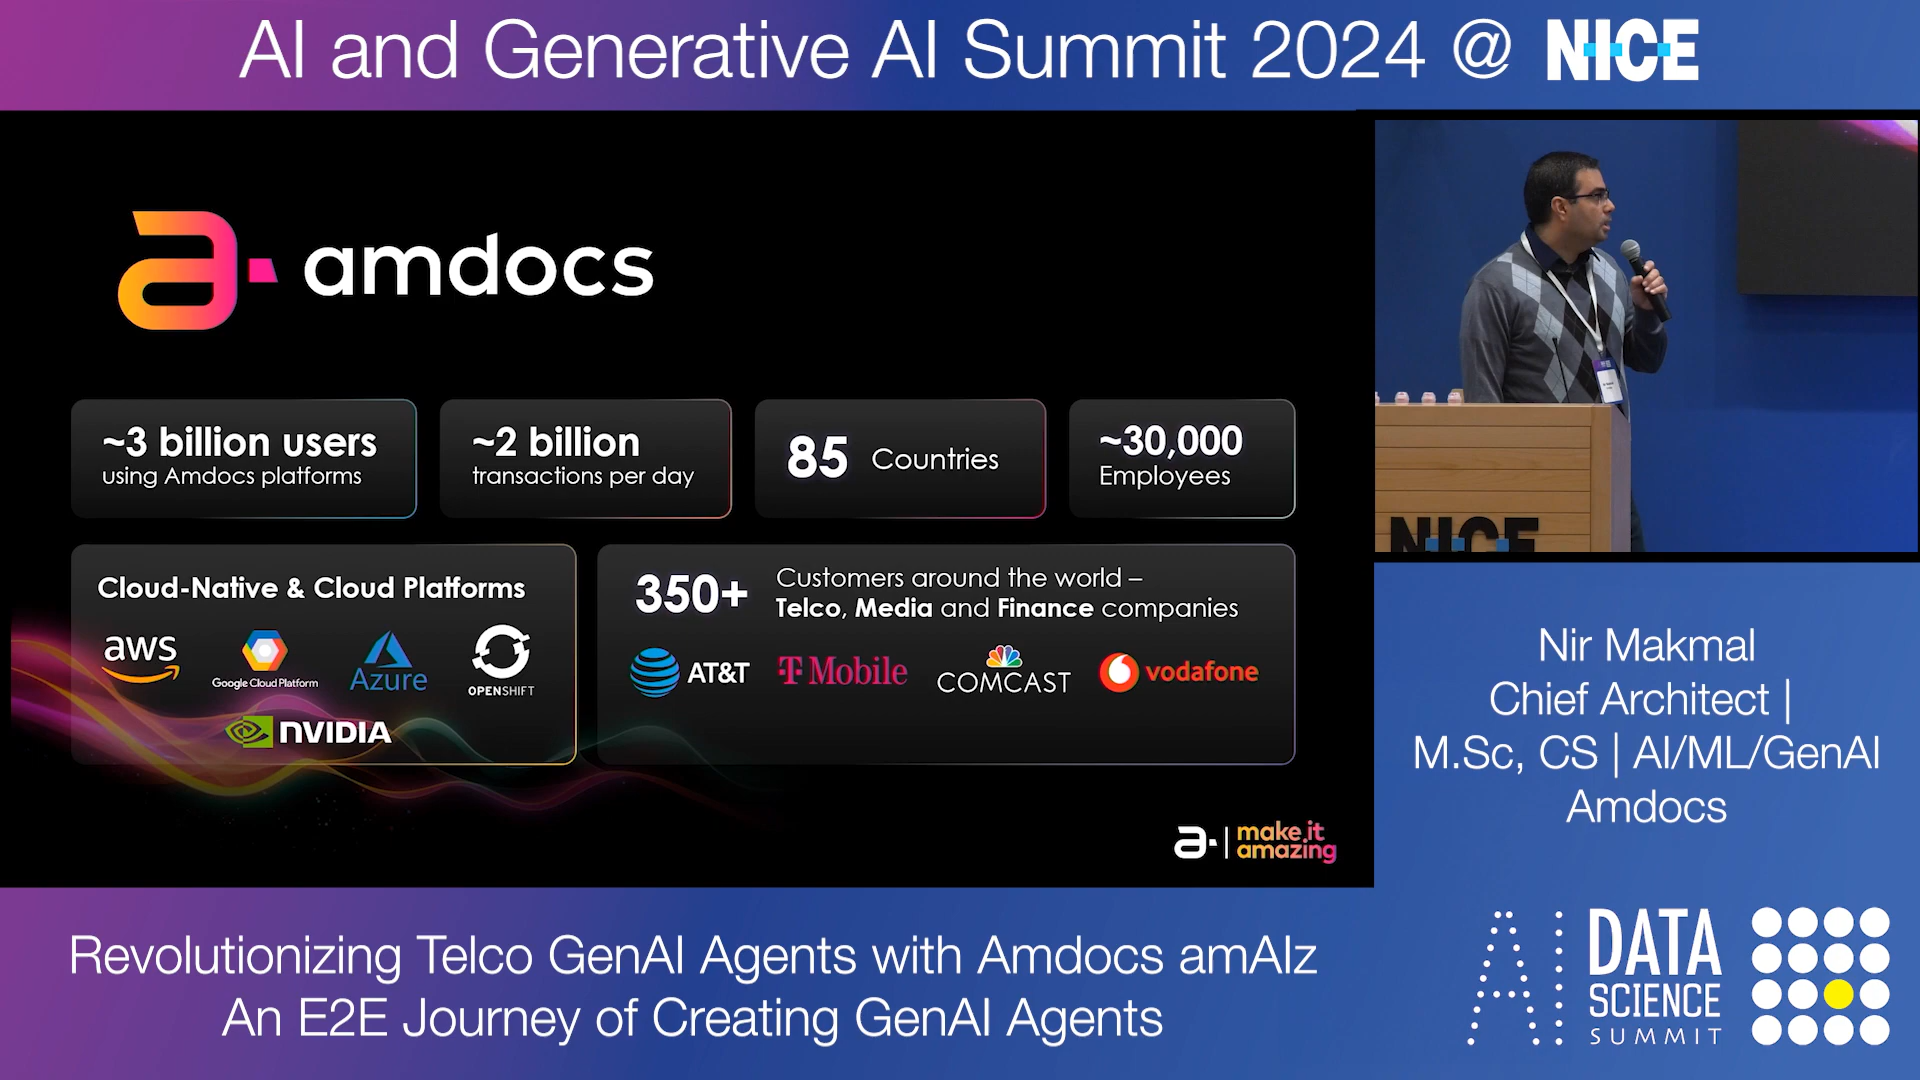 AI and Generative AI Summit 2024 @ NICE
amdocs
~3 billion users
using Amdocs platforms
~2 billion
transactions per day
85 Countries
~30,000
Employees
Cloud-Native & Cloud Platforms
aws
Google Cloud Platform
Azure
OPENSHIFT
NVIDIA
350+
Customers around the world –
Telco, Media and Finance companies
AT&T
T Mobile
COMCAST
vodafone
a
make it
amazing
NICE
Nir Makmal
Chief Architect |
M.Sc, CS | AI/ML/GenAI
Amdocs
Revolutionizing Telco GenAI Agents with Amdocs amAIz
An E2E Journey of Creating GenAI Agents
AI
DATA
SCIENCE
SUMMIT